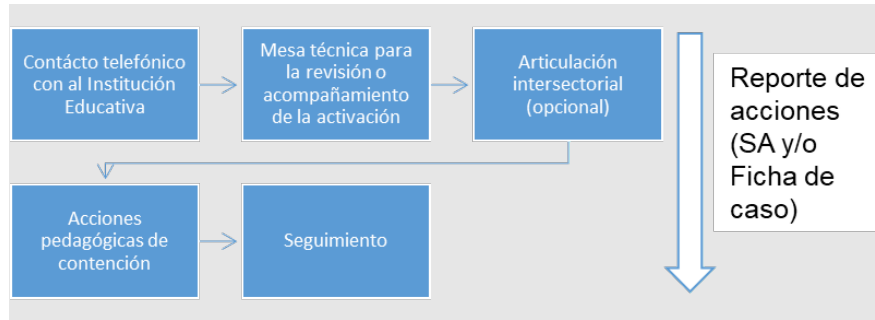 Contácto telefónico
con al Institución
Educativa
Mesa técnica para
la revisión o
acompañamiento
de la activación
Articulación
intersectorial
(opcional)
Acciones
pedagógicas de
contención
Seguimiento
Reporte de
acciones
(SA y/o
Ficha de
caso)